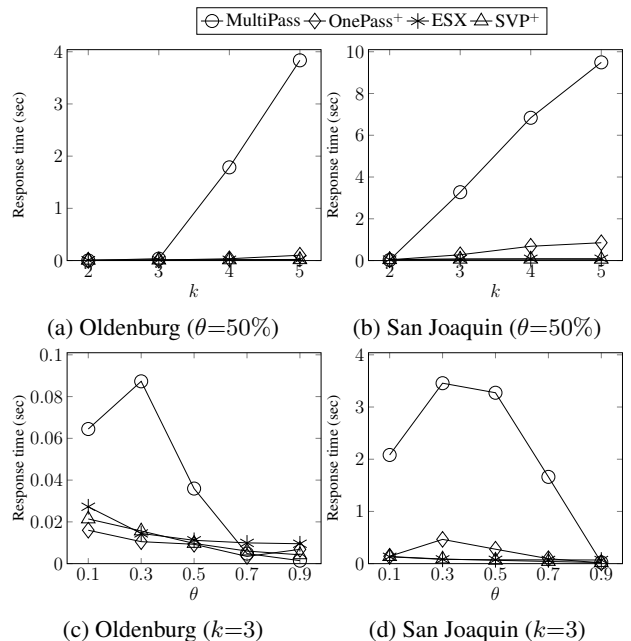 MultiPass OnePass⁺ ESX SVP⁺
Response time (sec)
4
2
0
2 3 4 5
k
(a) Oldenburg (θ=50%)
Response time (sec)
10
8
6
4
2
0
2 3 4 5
k
(b) San Joaquin (θ=50%)
Response time (sec)
0.1
0.08
0.06
0.04
0.02
0
0.1 0.3 0.5 0.7 0.9
θ
(c) Oldenburg (k=3)
Response time (sec)
4
3
2
1
0
0.1 0.3 0.5 0.7 0.9
θ
(d) San Joaquin (k=3)